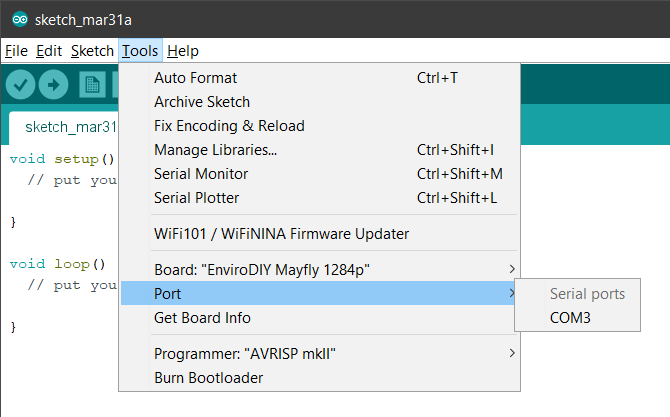 sketch_mar31a
File Edit Sketch Tools Help
Auto Format Ctrl+T
Archive Sketch
sketch_mar31
Fix Encoding & Reload
Manage Libraries... Ctrl+Shift+I
void setup()
Serial Monitor Ctrl+Shift+M
// put you
Serial Plotter Ctrl+Shift+L
}
WiFi101 / WiFiNINA Firmware Updater
void loop()
Board: "EnviroDIY Mayfly 1284p"
// put you
Port
Serial ports
COM3
Get Board Info
}
Programmer: "AVRISP mkII"
Burn Bootloader